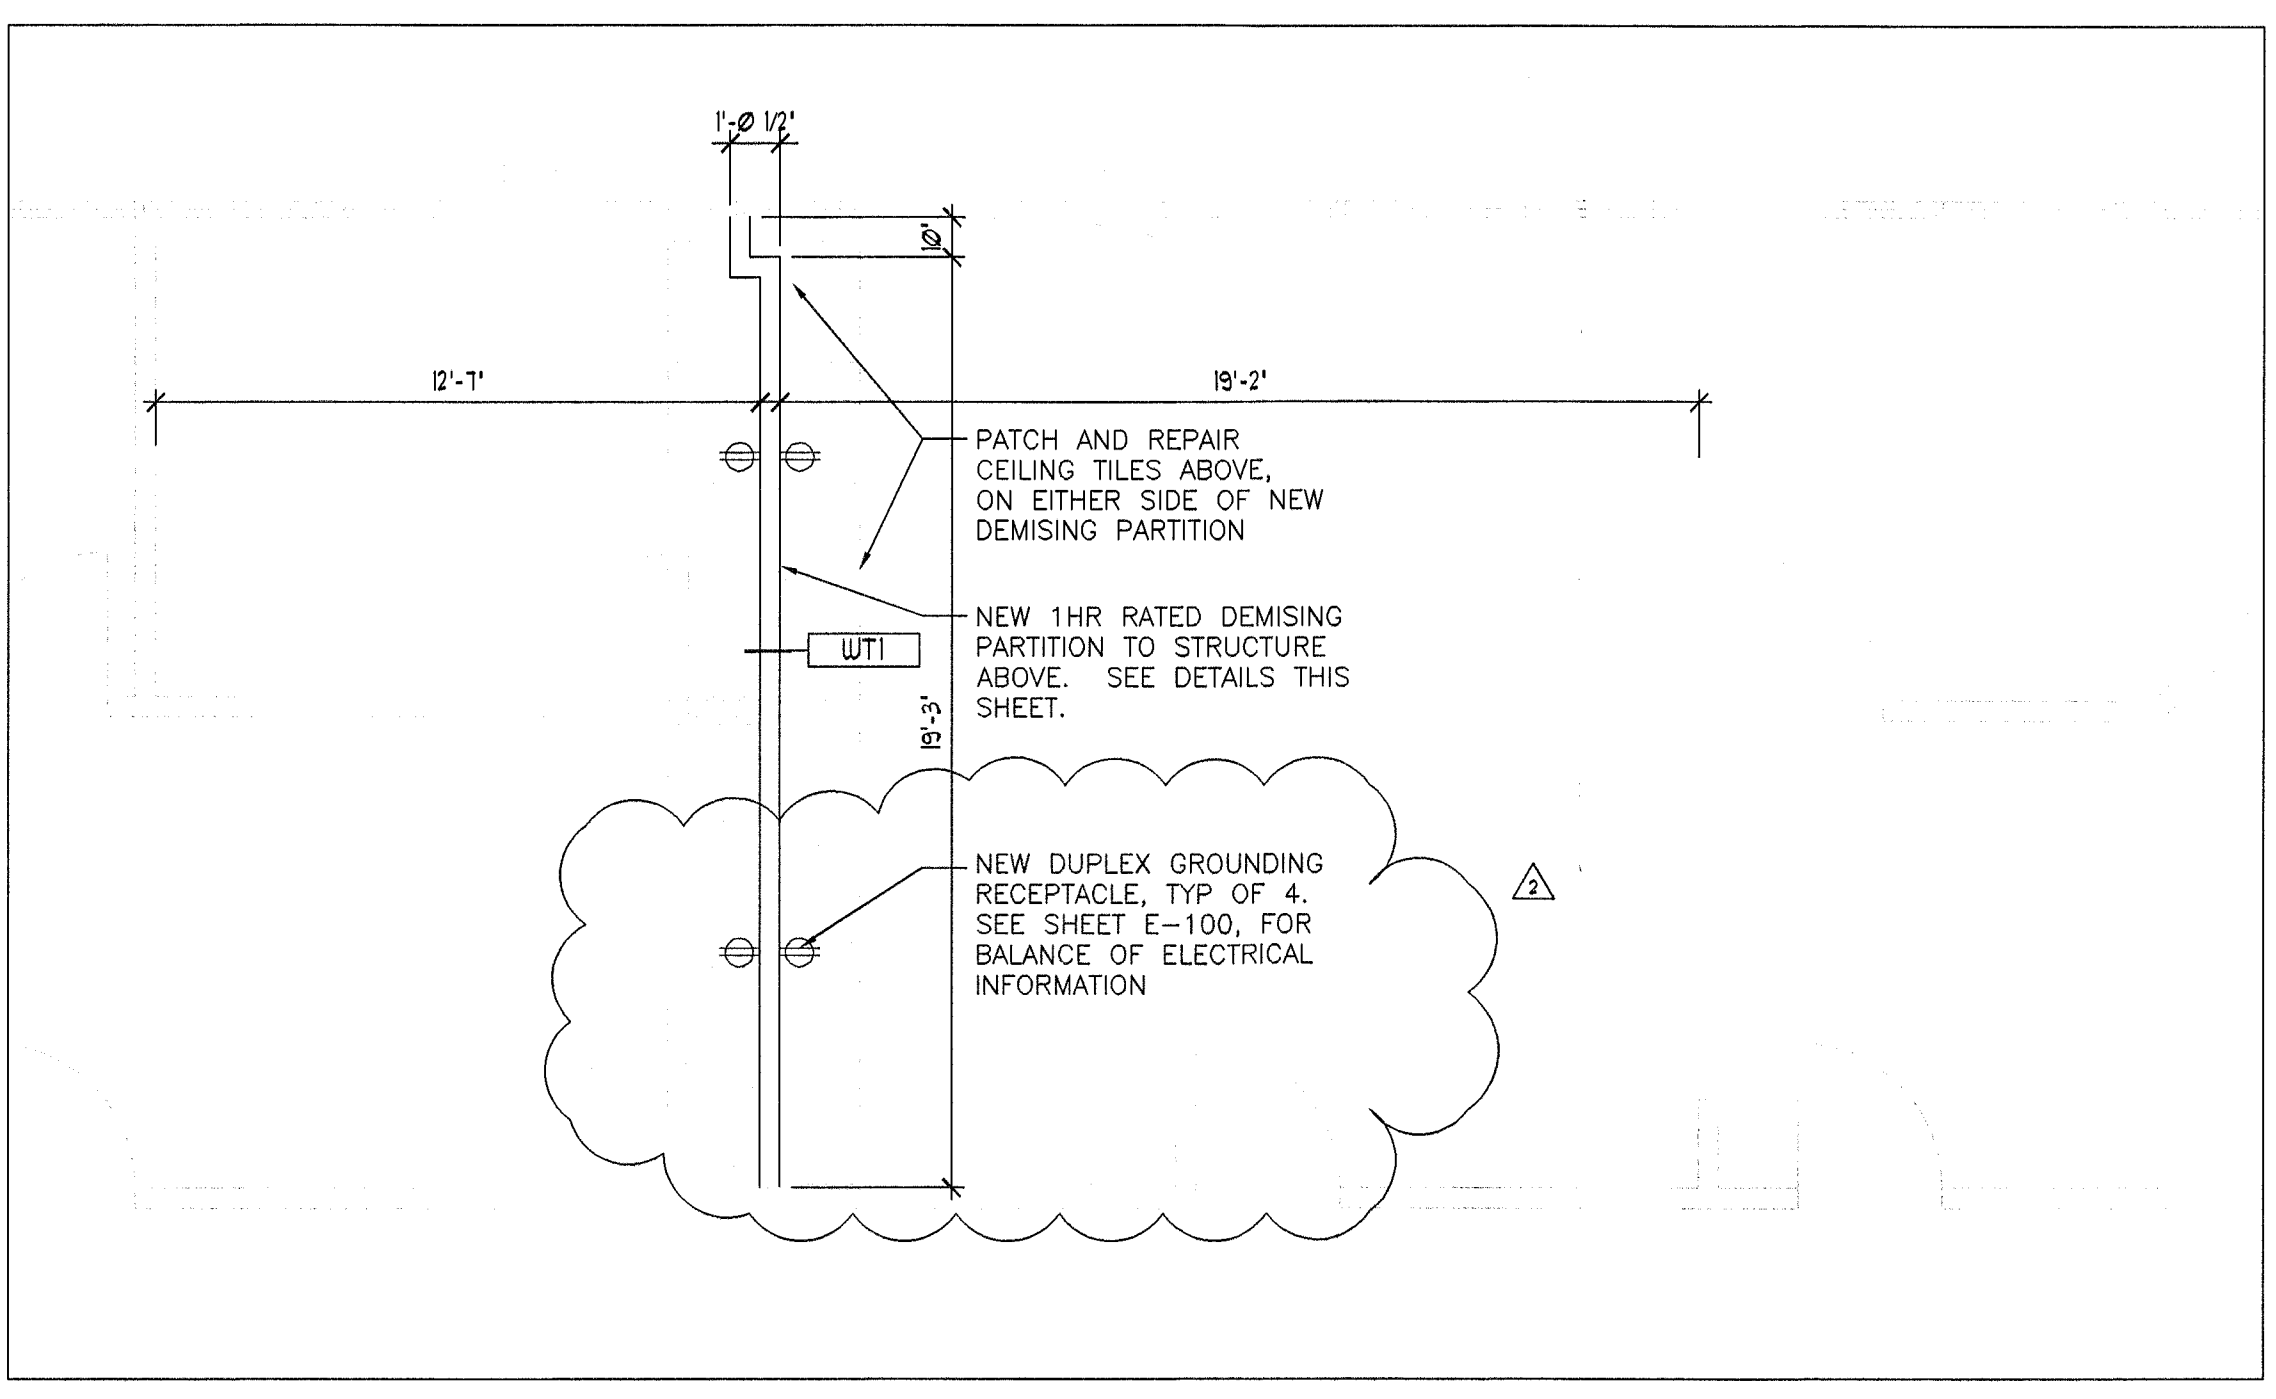 1'-0 1/2"
10"
12'-7"
19'-2"
PATCH AND REPAIR
CEILING TILES ABOVE,
ON EITHER SIDE OF NEW
DEMISING PARTITION
NEW 1HR RATED DEMISING
PARTITION TO STRUCTURE
ABOVE. SEE DETAILS THIS
SHEET.
WT1
19'-3"
NEW DUPLEX GROUNDING
RECEPTACLE, TYP OF 4.
SEE SHEET E-100, FOR
BALANCE OF ELECTRICAL
INFORMATION
2